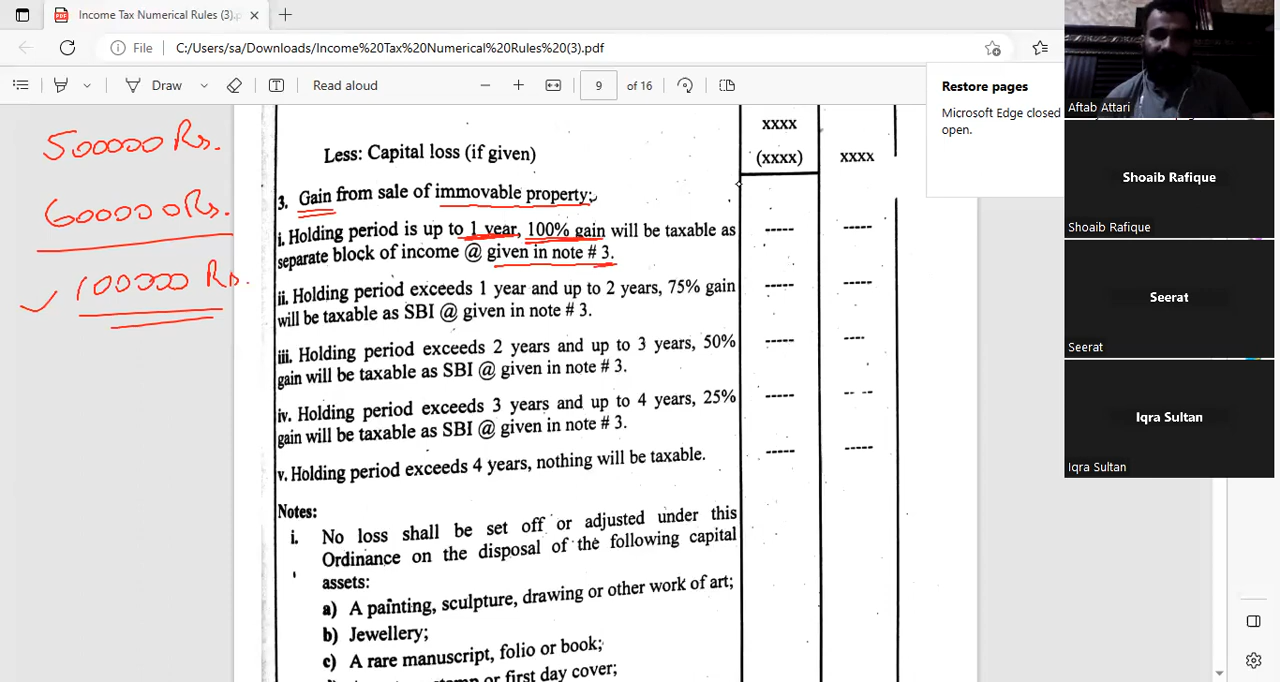 Income Tax Numerical Rules (3).p
File
C:/Users/sa/Downloads/Income%20Tax%20Numerical%20Rules%20(3).pdf
Draw
Read aloud
9
of 16
Restore pages
Microsoft Edge closed
open.
500000 Rs.
600000 Rs.
100000 Rs.
xxxx
Less: Capital loss (if given)
(xxxx)
xxxx
3. Gain from sale of immovable property:
i. Holding period is up to 1 year, 100% gain will be taxable as
separate block of income @ given in note # 3.
-----
-----
ii. Holding period exceeds 1 year and up to 2 years, 75% gain
will be taxable as SBI @ given in note # 3.
-----
-----
iii. Holding period exceeds 2 years and up to 3 years, 50%
gain will be taxable as SBI @ given in note # 3.
-----
----
iv. Holding period exceeds 3 years and up to 4 years, 25%
gain will be taxable as SBI @ given in note # 3.
-----
-- --
v. Holding period exceeds 4 years, nothing will be taxable.
-----
-----
Notes:
i. No loss shall be set off or adjusted under this
Ordinance on the disposal of the following capital
assets:
a) A painting, sculpture, drawing or other work of art;
b) Jewellery;
c) A rare manuscript, folio or book;
or first day cover;
Aftab Attari
Shoaib Rafique
Shoaib Rafique
Seerat
Seerat
Iqra Sultan
Iqra Sultan